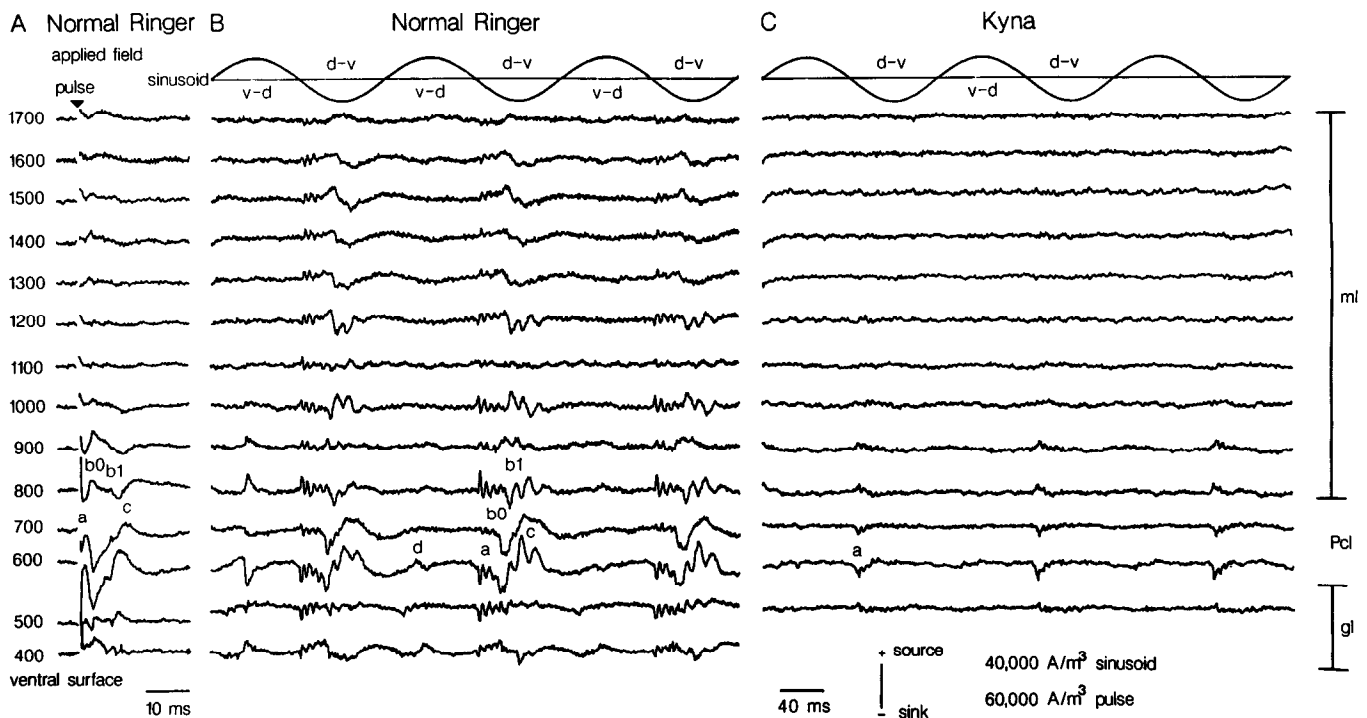 A Normal Ringer B Normal Ringer C Kyna
applied field
pulse
sinusoid
d-v d-v d-v d-v d-v
v-d v-d v-d v-d
1700
1600
1500
1400
1300
1200
1100
1000
900
b0 b1 b1
800
a c b0
700
d a c a
600
500
400
ml
Pcl
gl
ventral surface
10 ms
40 ms
+ source
- sink
40,000 A/m³ sinusoid
60,000 A/m³ pulse